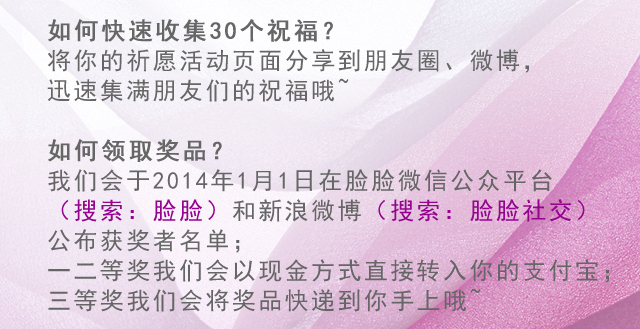 如何快速收集30个祝福？
将你的祈愿活动页面分享到朋友圈、微博，
迅速集满朋友们的祝福哦~
如何领取奖品？
我们会于2014年1月1日在脸脸微信公众平台
（搜索：脸脸）和新浪微博（搜索：脸脸社交）
公布获奖者名单；
一二等奖我们会以现金方式直接转入你的支付宝；
三等奖我们会将奖品快递到你手上哦~